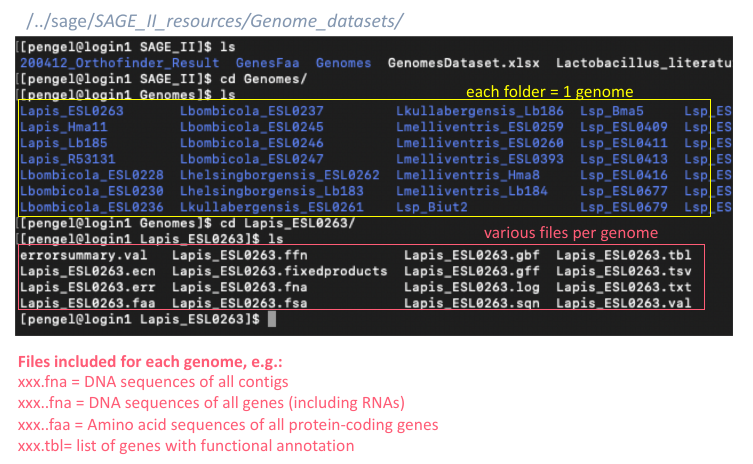 /../sage/SAGE_II_resources/Genome_datasets/
[[pengel@login1 SAGE_II]$ ls
200412_Orthofinder_Result GenesFaa Genomes GenomesDataset.xlsx Lactobacillus_literatu
[[pengel@login1 SAGE_II]$ cd Genomes/
[[pengel@login1 Genomes]$ ls
each folder = 1 genome
Lapis_ESL0263 Lbombicola_ESL0237 Lkullabergensis_Lb186 Lsp_Bma5 Lsp_ES
Lapis_Hma11 Lbombicola_ESL0245 Lmelliventris_ESL0259 Lsp_ESL0409 Lsp_ES
Lapis_Lb185 Lbombicola_ESL0246 Lmelliventris_ESL0260 Lsp_ESL0411 Lsp_ES
Lapis_R53131 Lbombicola_ESL0247 Lmelliventris_ESL0393 Lsp_ESL0413 Lsp_ES
Lbombicola_ESL0228 Lhelsingborgensis_ESL0262 Lmelliventris_Hma8 Lsp_ESL0416 Lsp_ES
Lbombicola_ESL0230 Lhelsingborgensis_Lb183 Lmelliventris_Lb184 Lsp_ESL0677 Lsp_ES
Lbombicola_ESL0236 Lkullabergensis_ESL0261 Lsp_Biut2 Lsp_ESL0679 Lsp_ES
[[pengel@login1 Genomes]$ cd Lapis_ESL0263/
various files per genome
[[pengel@login1 Lapis_ESL0263]$ ls
errorsummary.val Lapis_ESL0263.ffn Lapis_ESL0263.gbf Lapis_ESL0263.tbl
Lapis_ESL0263.ecn Lapis_ESL0263.fixedproducts Lapis_ESL0263.gff Lapis_ESL0263.tsv
Lapis_ESL0263.err Lapis_ESL0263.fna Lapis_ESL0263.log Lapis_ESL0263.txt
Lapis_ESL0263.faa Lapis_ESL0263.fsa Lapis_ESL0263.sqn Lapis_ESL0263.val
[pengel@login1 Lapis_ESL0263]$
Files included for each genome, e.g.:
xxx.fna = DNA sequences of all contigs
xxx..fna = DNA sequences of all genes (including RNAs)
xxx..faa = Amino acid sequences of all protein-coding genes
xxx.tbl= list of genes with functional annotation